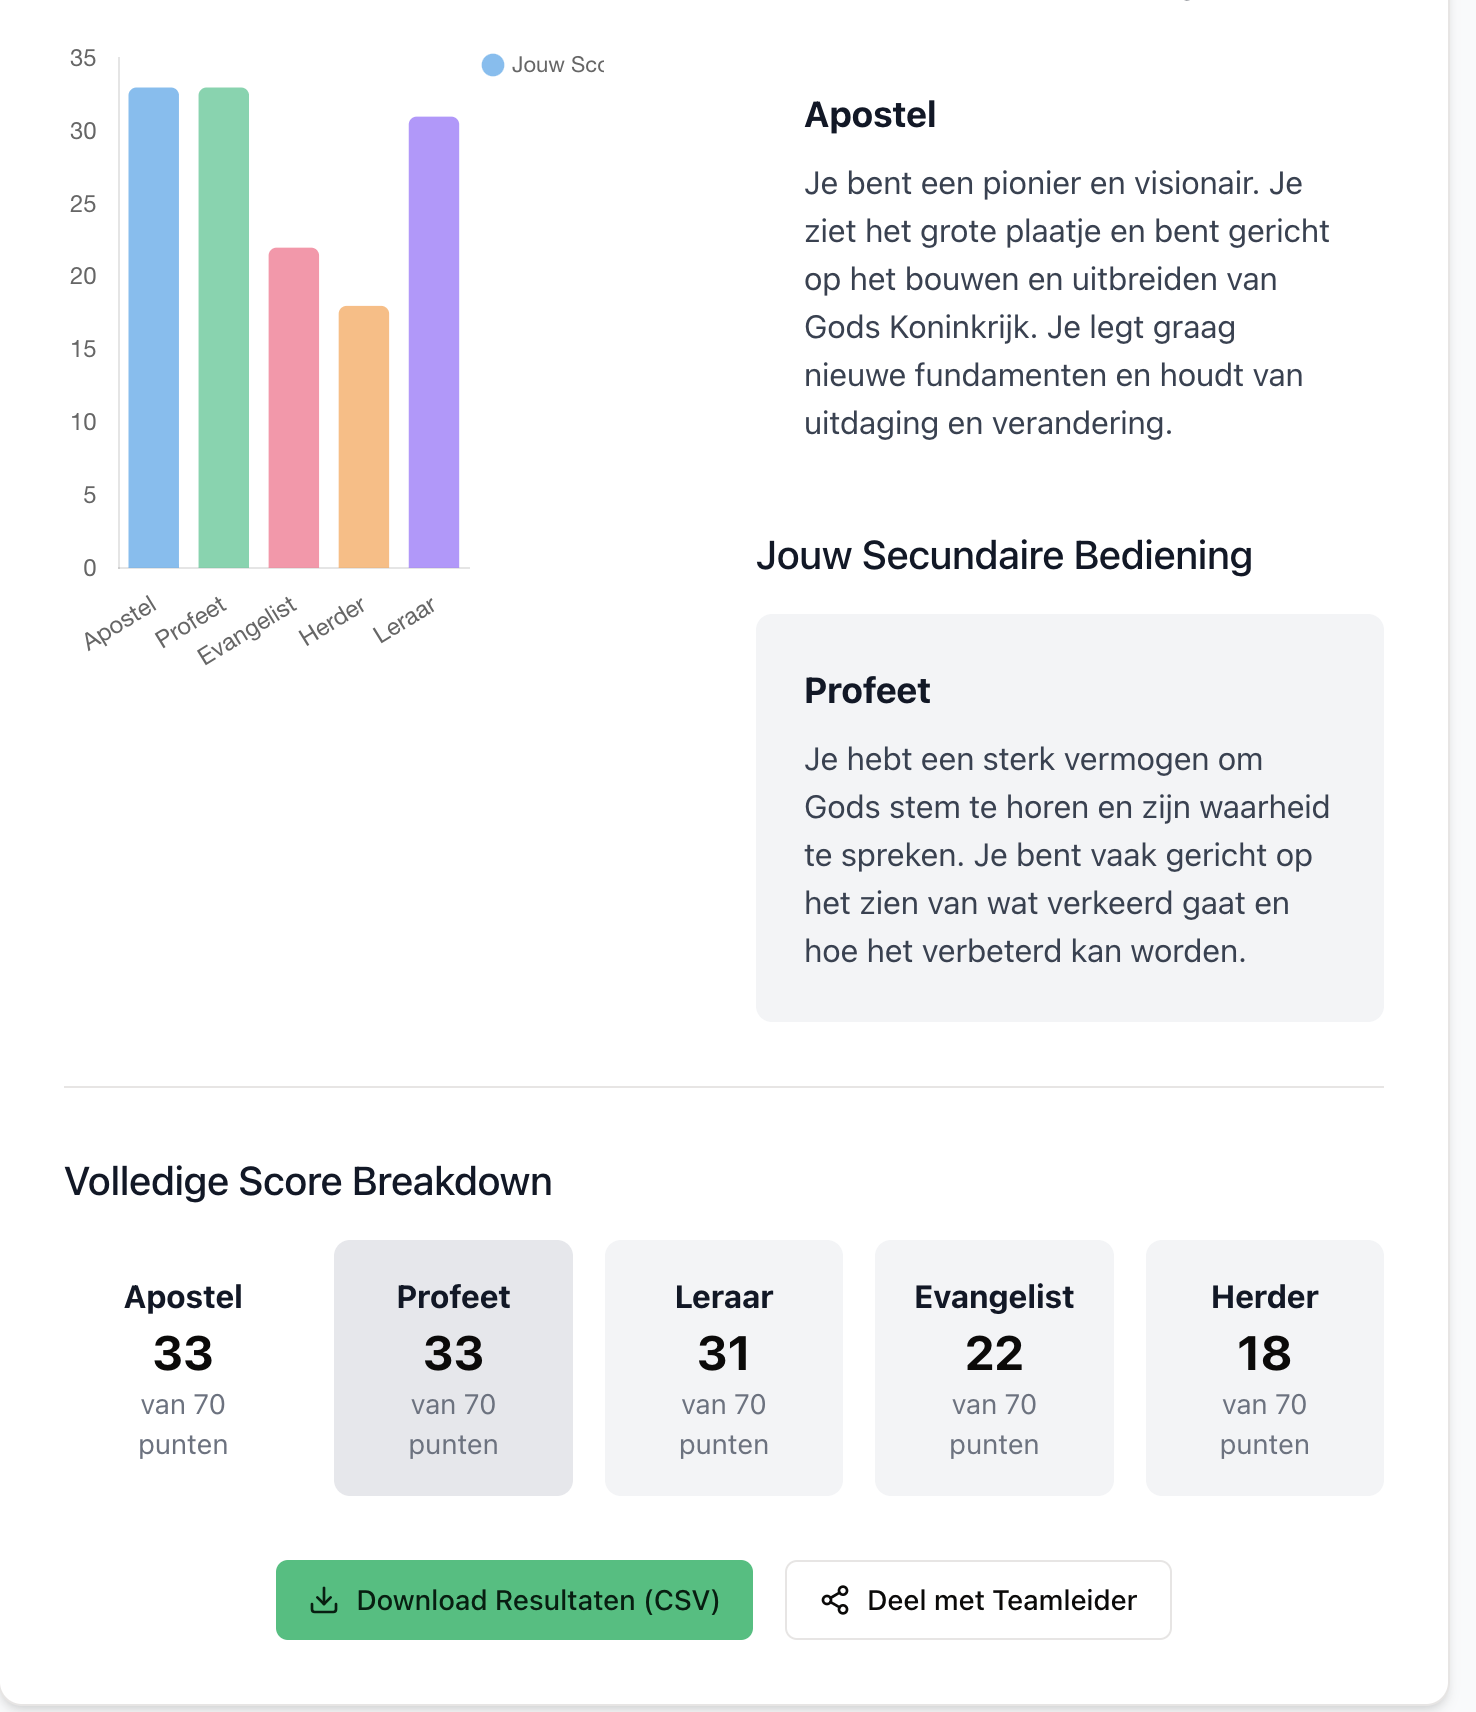 35
30
25
20
15
10
5
0
Apostel
Profeet
Evangelist
Herder
Leraar
Jouw
Apostel
Je bent een pionier en visionair. Je
ziet het grote plaatje en bent gericht
op het bouwen en uitbreiden van
Gods Koninkrijk. Je legt graag
nieuwe fundamenten en houdt van
uitdaging en verandering.
Jouw Secundaire Bediening
Profeet
Je hebt een sterk vermogen om
Gods stem te horen en zijn waarheid
te spreken. Je bent vaak gericht op
het zien van wat verkeerd gaat en
hoe het verbeterd kan worden.
Volledige Score Breakdown
Apostel
33
van 70
punten
Profeet
33
van 70
punten
Leraar
31
van 70
punten
Evangelist
22
van 70
punten
Herder
18
van 70
punten
Download Resultaten (CSV)
Deel met Teamleider